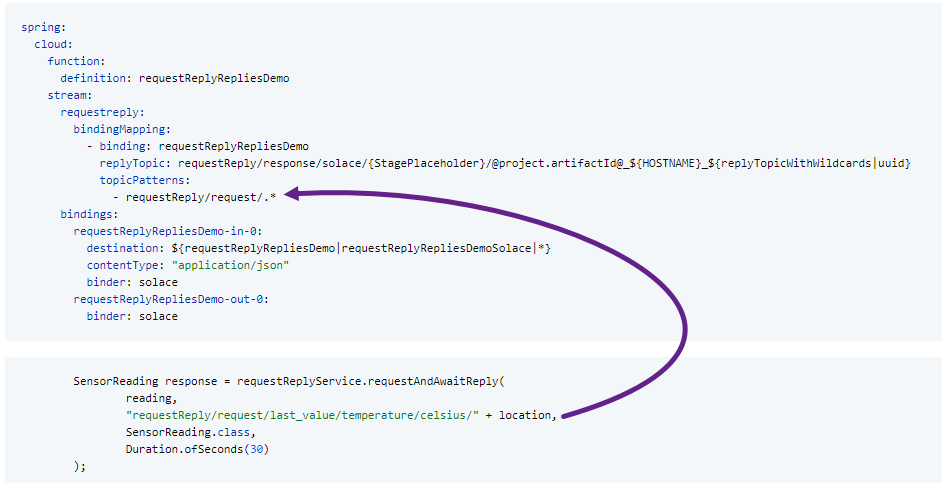 spring:
  cloud:
    function:
      definition: requestReplyRepliesDemo
    stream:
      requestreply:
        bindingMapping:
          - binding: requestReplyRepliesDemo
            replyTopic: requestReply/response/solace/{StagePlaceholder}/@project.artifactId@_${HOSTNAME}_${replyTopicWithWildcards|uuid}
            topicPatterns:
              - requestReply/request/.*
      bindings:
        requestReplyRepliesDemo-in-0:
          destination: ${requestReplyRepliesDemo|requestReplyRepliesDemoSolace|*}
          contentType: "application/json"
          binder: solace
        requestReplyRepliesDemo-out-0:
          binder: solace
SensorReading response = requestReplyService.requestAndAwaitReply(
        reading,
        "requestReply/request/last_value/temperature/celsius/" + location,
        SensorReading.class,
        Duration.ofSeconds(30)
);